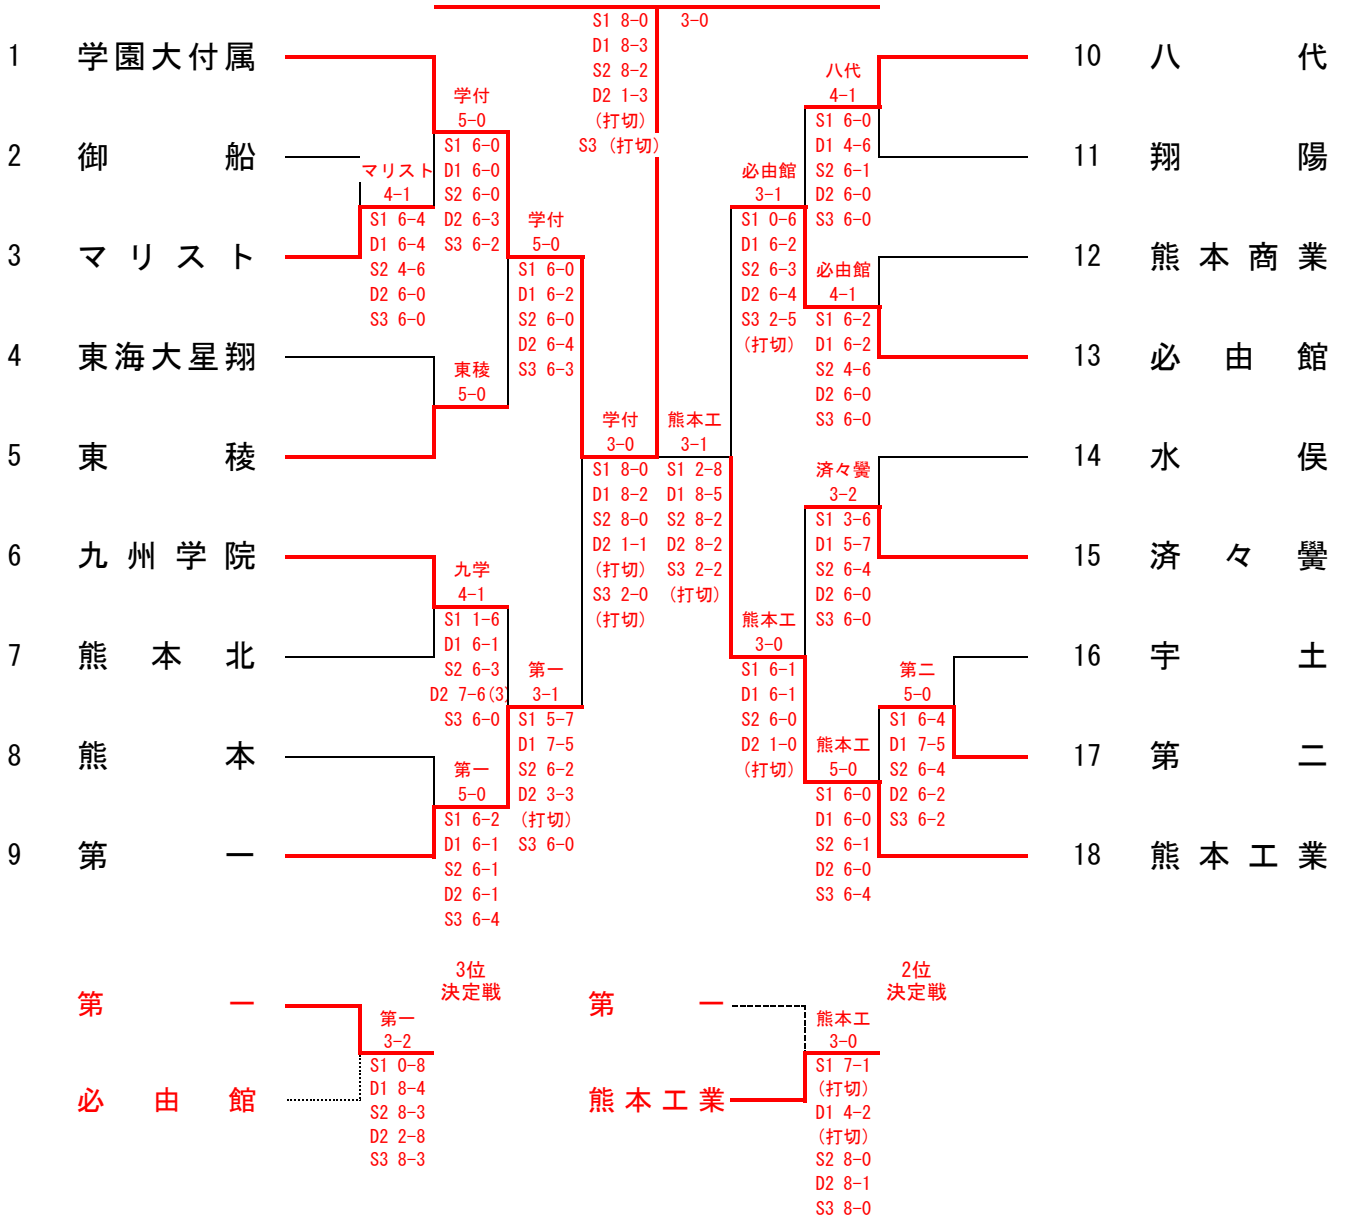 S1 8-0 3-0
D1 8-3
S2 8-2
D2 1-3
(打切)
S3 (打切)
1 学園大付属
2 御船
3 マリスト
4 東海大星翔
5 東稜
6 九州学院
7 熊本北
8 熊本
9 第一
マリスト
4-1
S1 6-4
D1 6-4
S2 4-6
D2 6-0
S3 6-0
学付
5-0
S1 6-0
D1 6-0
S2 6-0
D2 6-3
S3 6-2
東稜
5-0
九学
4-1
S1 1-6
D1 6-1
S2 6-3
D2 7-6(3)
S3 6-0
第一
5-0
S1 6-2
D1 6-1
S2 6-1
D2 6-1
S3 6-4
学付
5-0
S1 6-0
D1 6-2
S2 6-0
D2 6-4
S3 6-3
第一
3-1
S1 5-7
D1 7-5
S2 6-2
D2 3-3
(打切)
S3 6-0
学付
3-0
S1 8-0
D1 8-2
S2 8-0
D2 1-1
(打切)
S3 2-0
(打切)
熊本工
3-1
S1 2-8
D1 8-5
S2 8-2
D2 8-2
S3 2-2
(打切)
必由館
3-1
S1 0-6
D1 6-2
S2 6-3
D2 6-4
S3 2-5
(打切)
熊本工
3-0
S1 6-1
D1 6-1
S2 6-0
D2 1-0
(打切)
八代
4-1
S1 6-0
D1 4-6
S2 6-1
D2 6-0
S3 6-0
必由館
4-1
S1 6-2
D1 6-2
S2 4-6
D2 6-0
S3 6-0
済々黌
3-2
S1 3-6
D1 5-7
S2 6-4
D2 6-0
S3 6-0
熊本工
5-0
S1 6-0
D1 6-0
S2 6-1
D2 6-0
S3 6-4
第二
5-0
S1 6-4
D1 7-5
S2 6-4
D2 6-2
S3 6-2
10 八代
11 翔陽
12 熊本商業
13 必由館
14 水俣
15 済々黌
16 宇土
17 第二
18 熊本工業
3位
決定戦
第一
必由館
第一
3-2
S1 0-8
D1 8-4
S2 8-3
D2 2-8
S3 8-3
2位
決定戦
第一
熊本工業
熊本工
3-0
S1 7-1
(打切)
D1 4-2
(打切)
S2 8-0
D2 8-1
S3 8-0